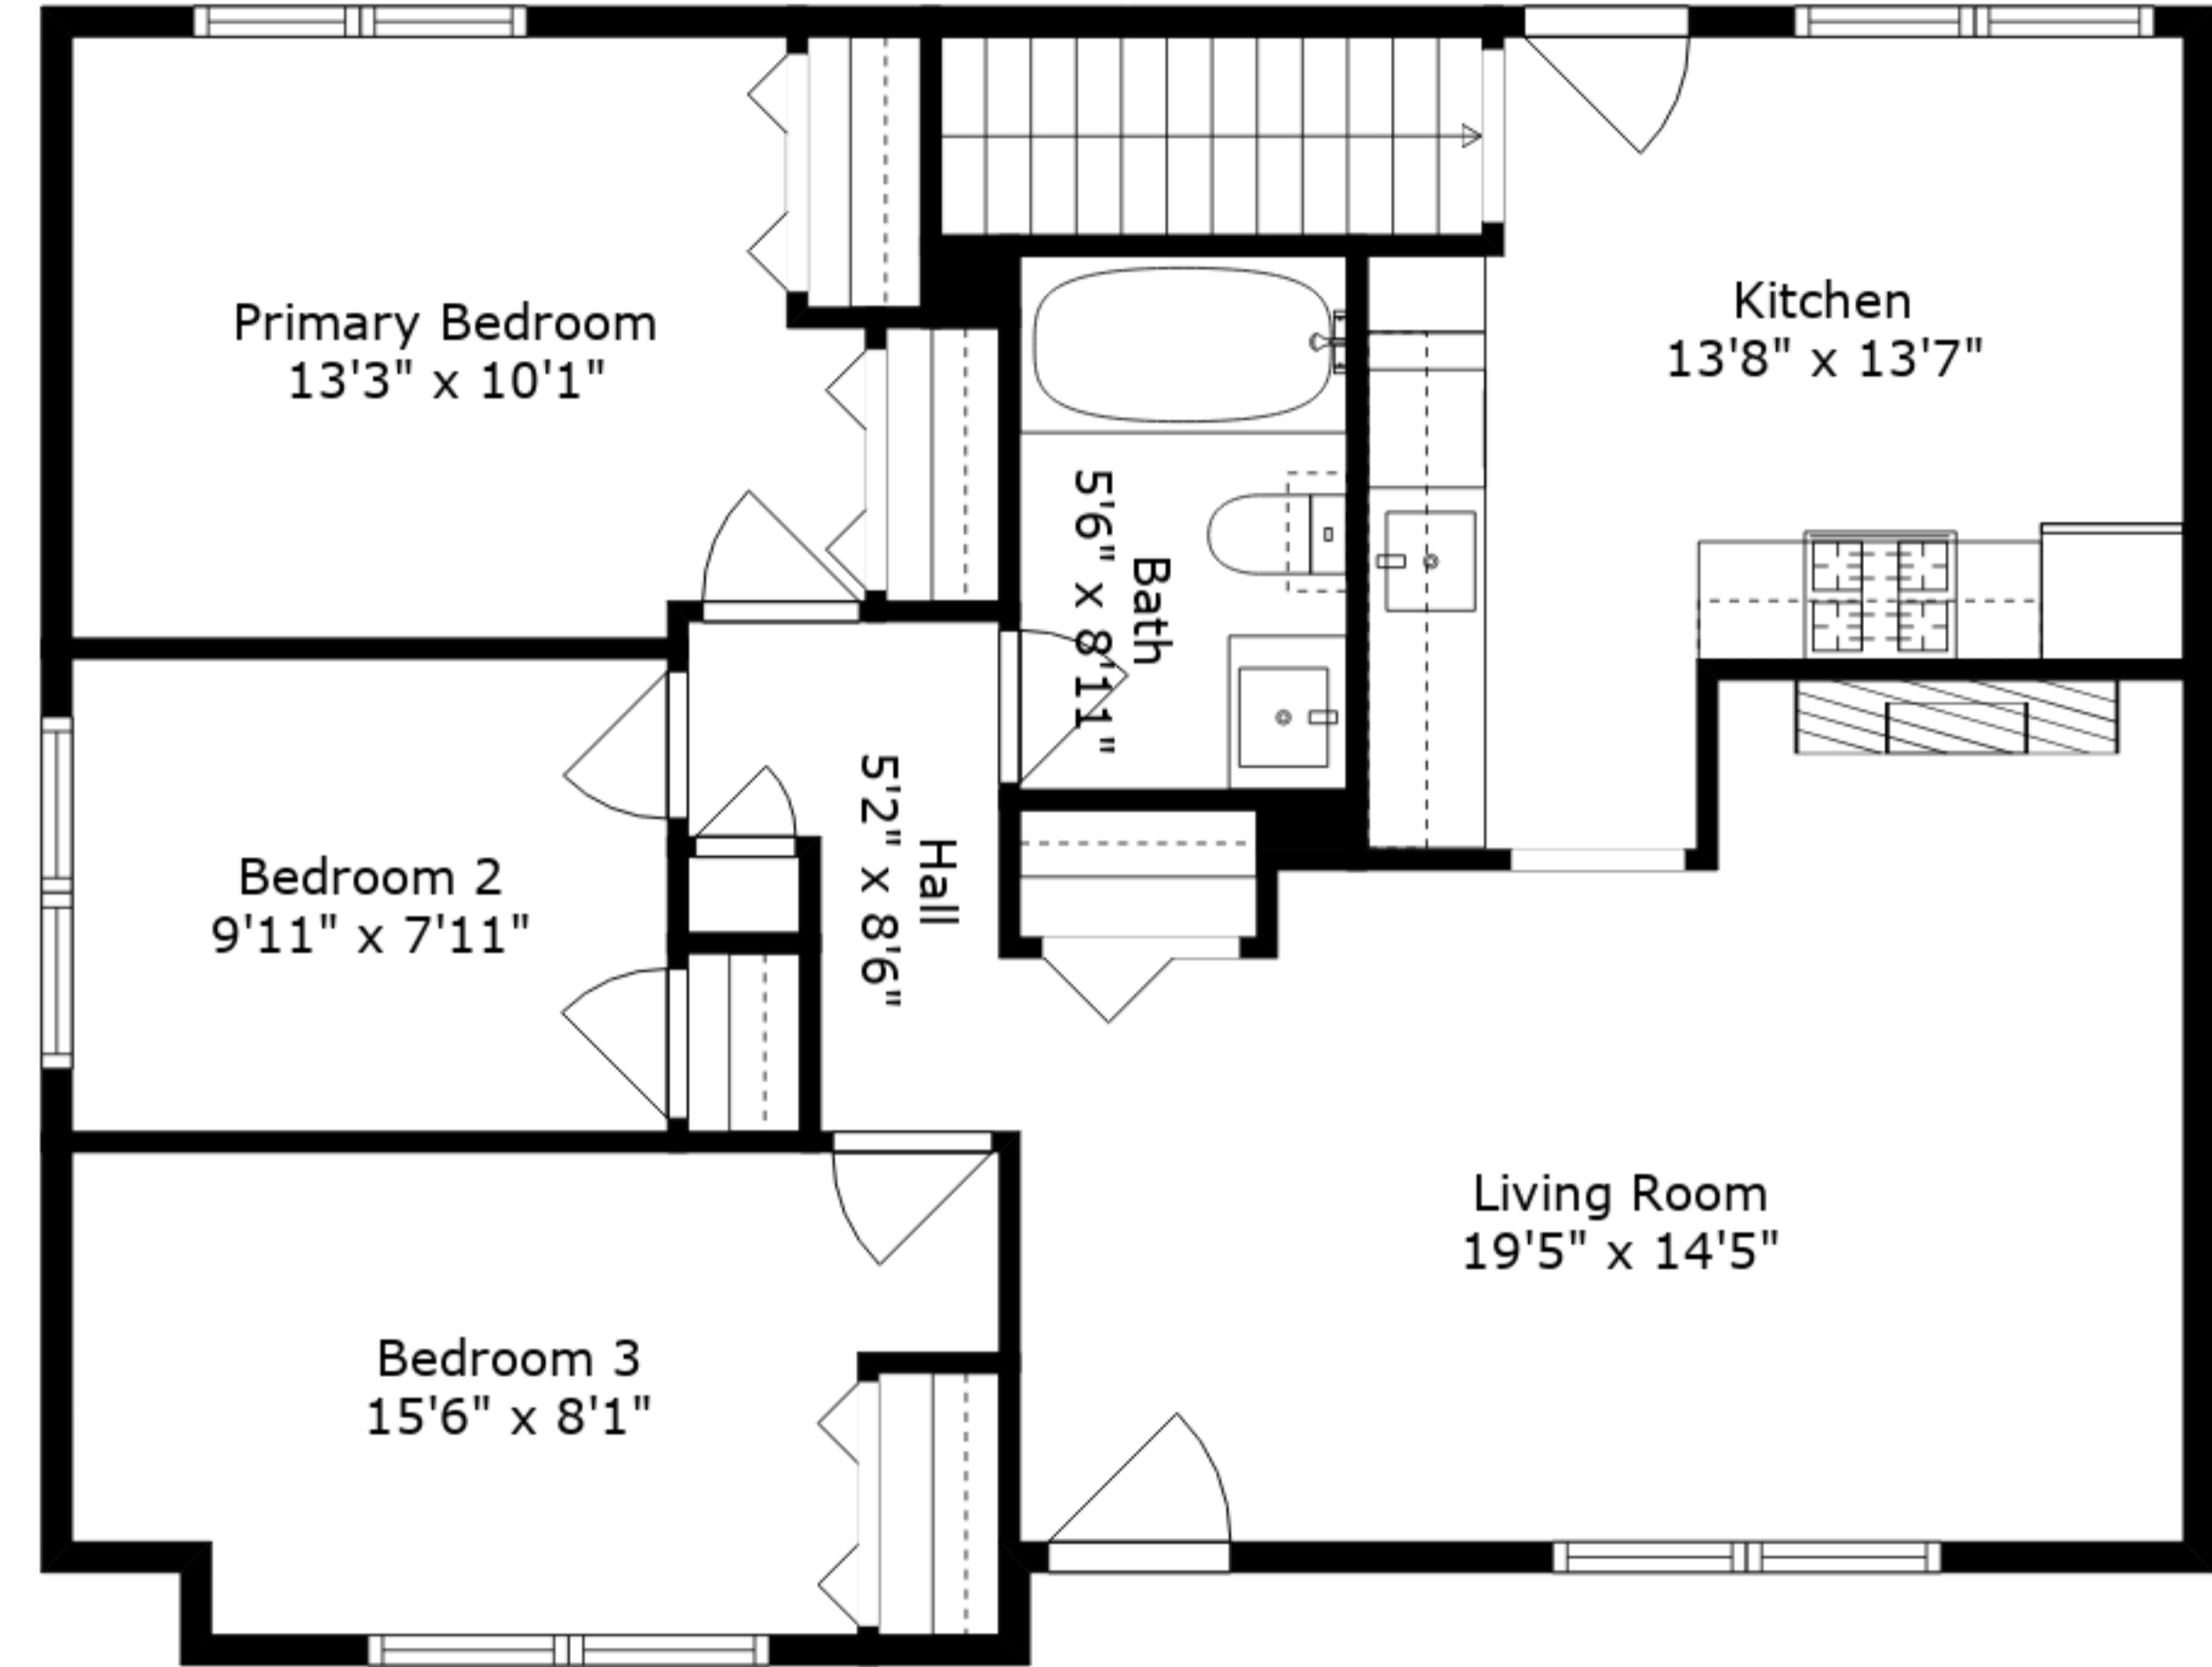 Primary Bedroom
13'3" x 10'1"
Kitchen
13'8" x 13'7"
Bath
5'6" x 8'11"
Hall
5'2" x 8'6"
Bedroom 2
9'11" x 7'11"
Living Room
19'5" x 14'5"
Bedroom 3
15'6" x 8'1"